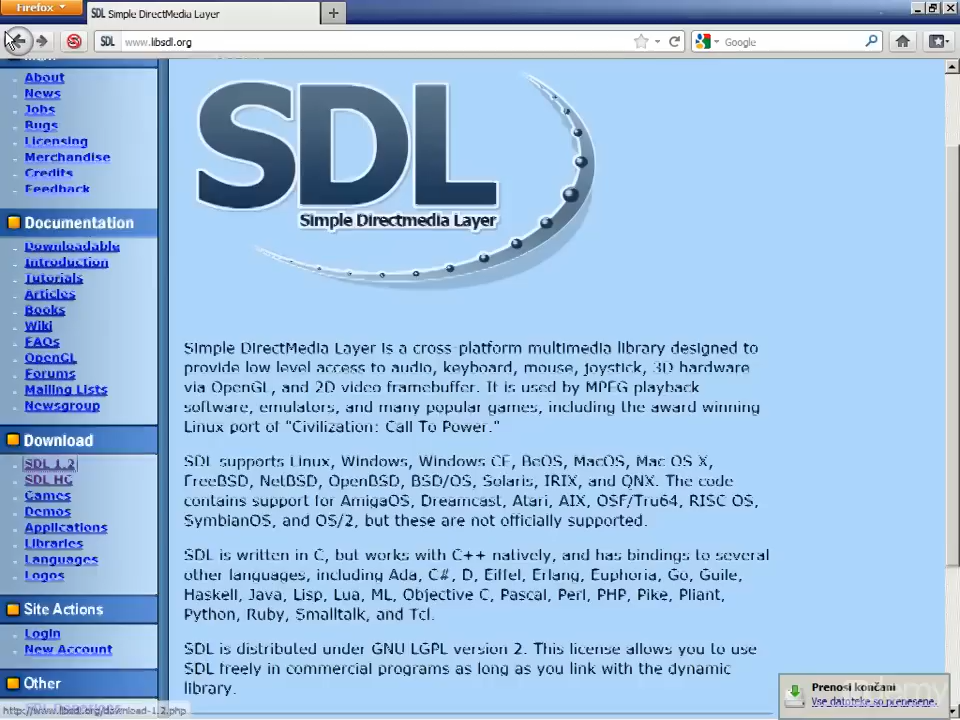 Firefox
SDL Simple DirectMedia Layer
SDL www.libsdl.org
Google
About
News
Jobs
Bugs
Licensing
Merchandise
Credits
Feedback
Documentation
Downloadable
Introduction
Tutorials
Articles
Books
Wiki
FAQs
OpenGL
Forums
Mailing Lists
Newsgroup
Download
SDL 1.2
SDL HG
Games
Demos
Applications
Libraries
Languages
Logos
Site Actions
Login
New Account
Other
http://www.libsdl.org/download-1.2.php
SDL
Simple Directmedia Layer
Simple DirectMedia Layer is a cross-platform multimedia library designed to
provide low level access to audio, keyboard, mouse, joystick, 3D hardware
via OpenGL, and 2D video framebuffer. It is used by MPEG playback
software, emulators, and many popular games, including the award winning
Linux port of "Civilization: Call To Power."
SDL supports Linux, Windows, Windows CE, BeOS, MacOS, Mac OS X,
FreeBSD, NetBSD, OpenBSD, BSD/OS, Solaris, IRIX, and QNX. The code
contains support for AmigaOS, Dreamcast, Atari, AIX, OSF/Tru64, RISC OS,
SymbianOS, and OS/2, but these are not officially supported.
SDL is written in C, but works with C++ natively, and has bindings to several
other languages, including Ada, C#, D, Eiffel, Erlang, Euphoria, Go, Guile,
Haskell, Java, Lisp, Lua, ML, Objective C, Pascal, Perl, PHP, Pike, Pliant,
Python, Ruby, Smalltalk, and Tcl.
SDL is distributed under GNU LGPL version 2. This license allows you to use
SDL freely in commercial programs as long as you link with the dynamic
library.
Prenosi končani
Vse datoteke so prenesene.
Udemy